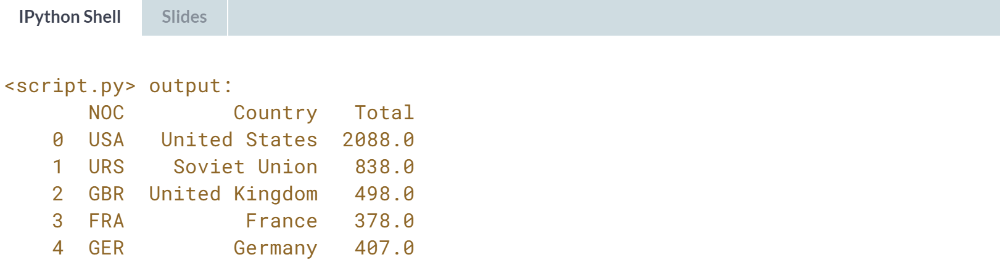 IPython Shell Slides
<script.py> output:
NOC Country Total
0 USA United States 2088.0
1 URS Soviet Union 838.0
2 GBR United Kingdom 498.0
3 FRA France 378.0
4 GER Germany 407.0